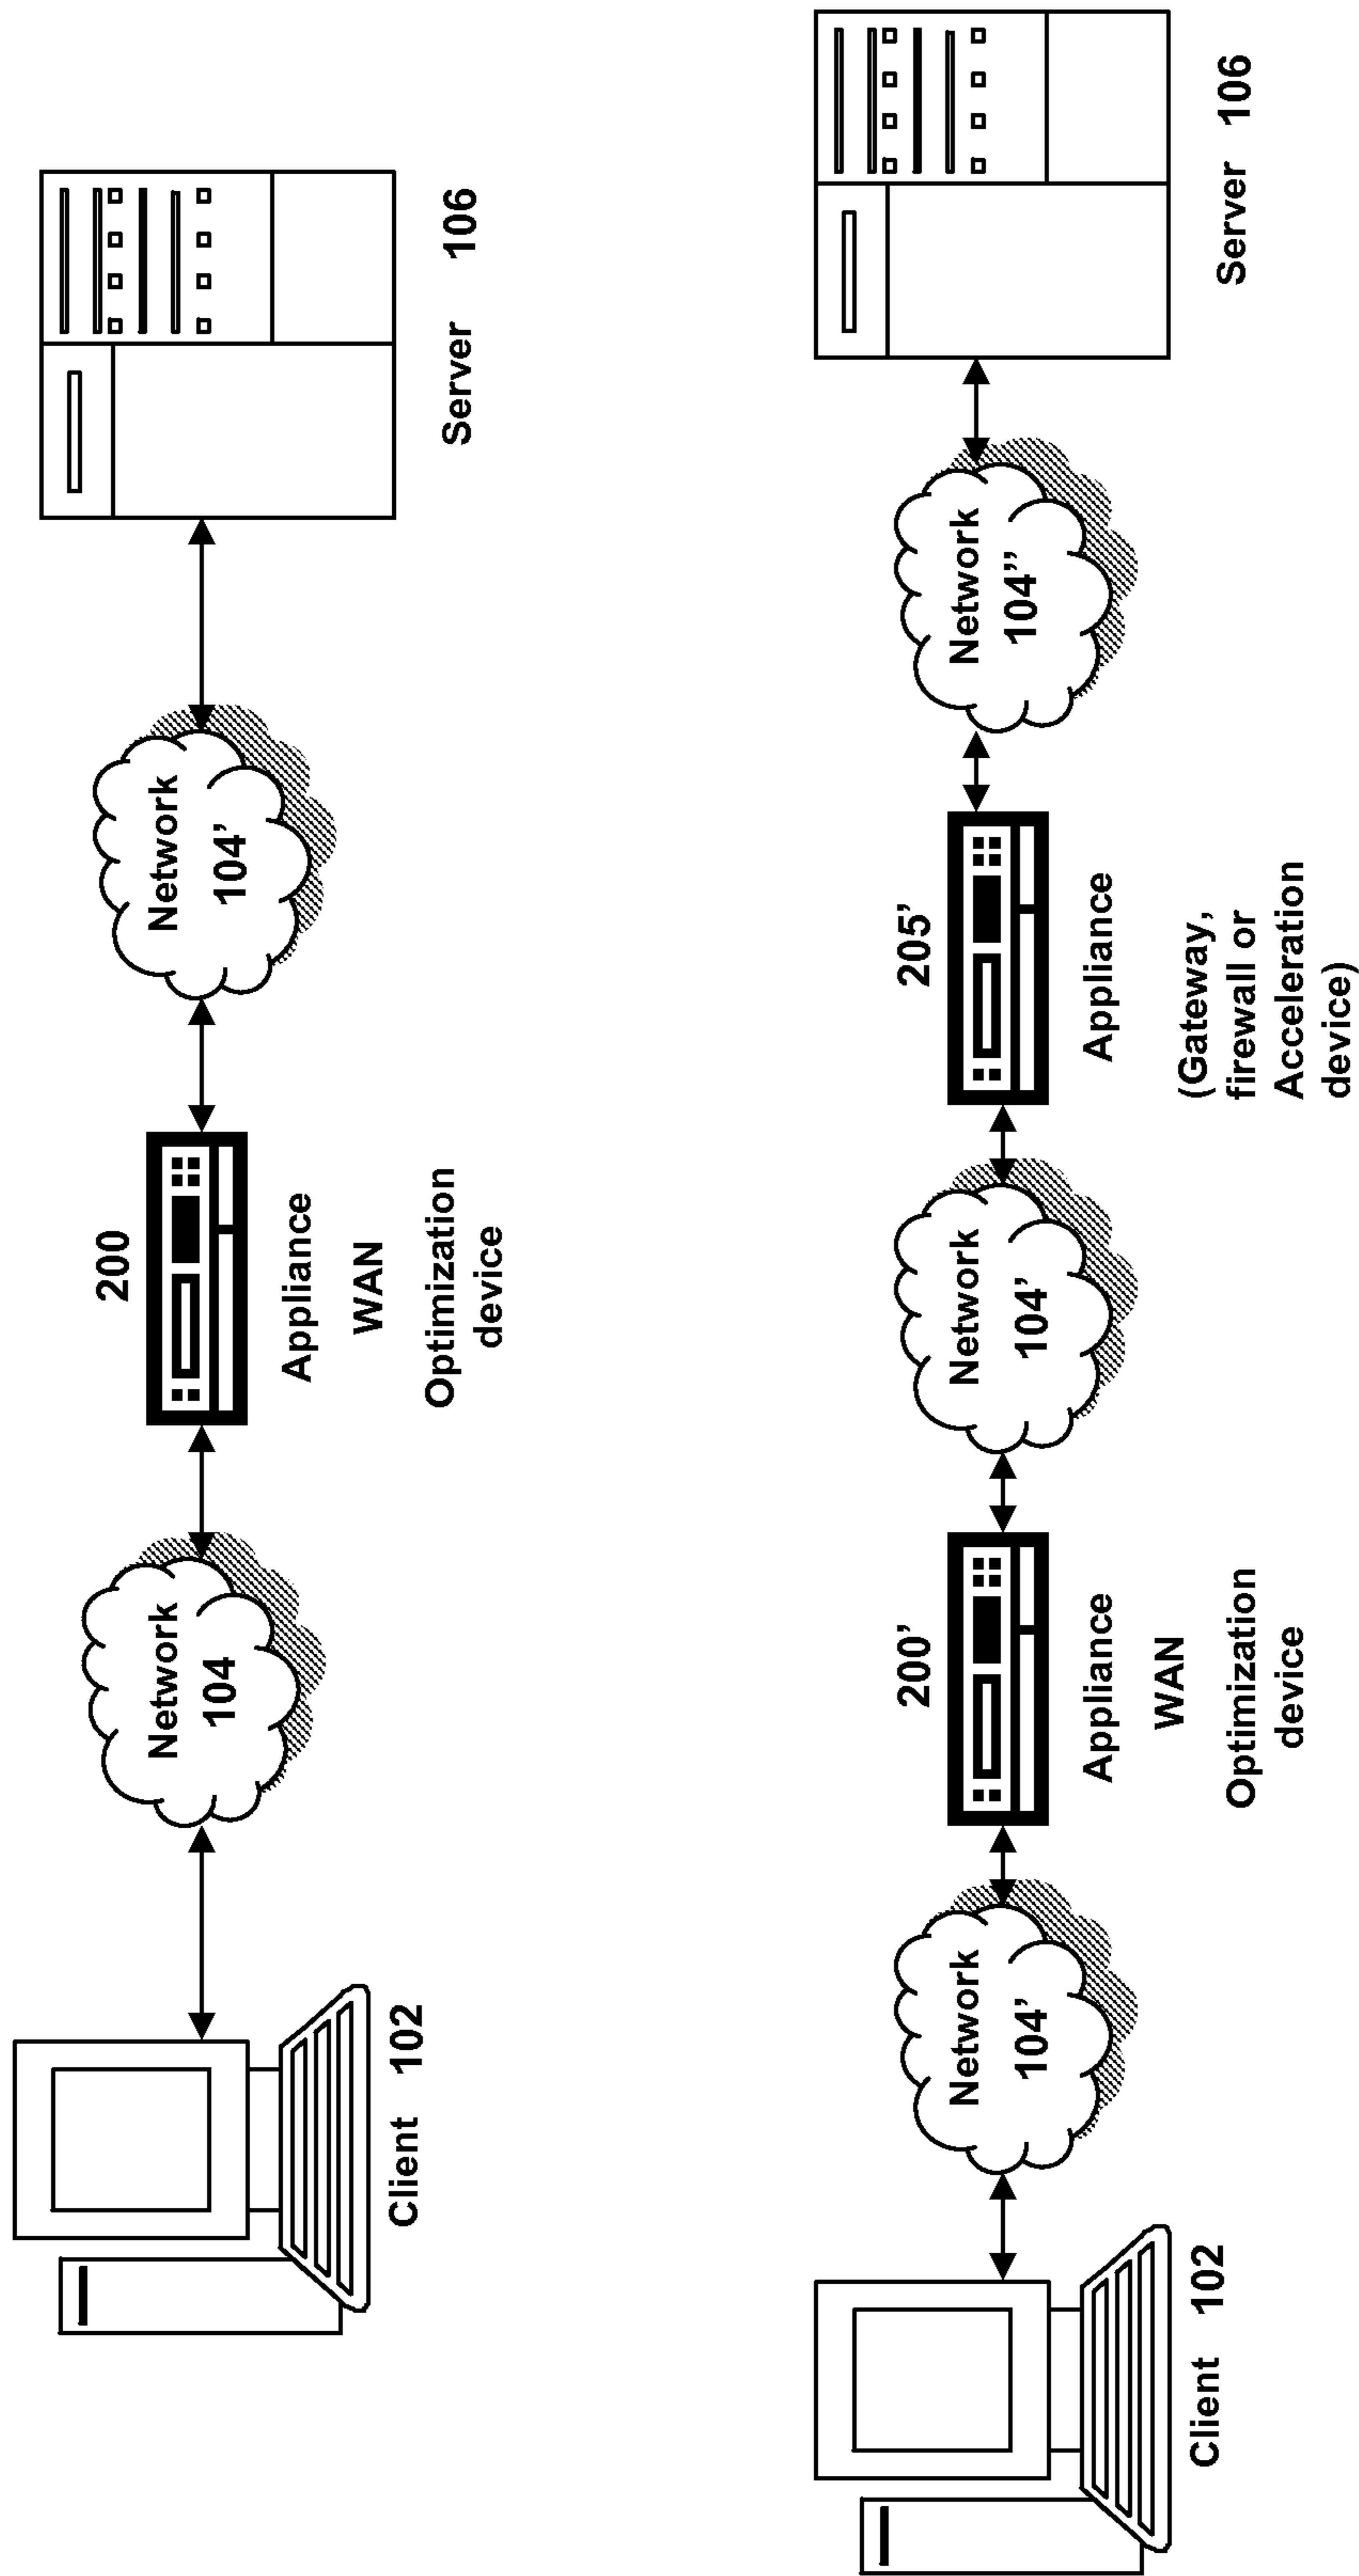 Client 102
Network
104
200
Appliance
WAN
Optimization
device
Network
104’
Server 106
Client 102
Network
104’
200’
Appliance
WAN
Optimization
device
Network
104’
205’
Appliance
(Gateway,
firewall or
Acceleration
device)
Network
104’’
Server 106